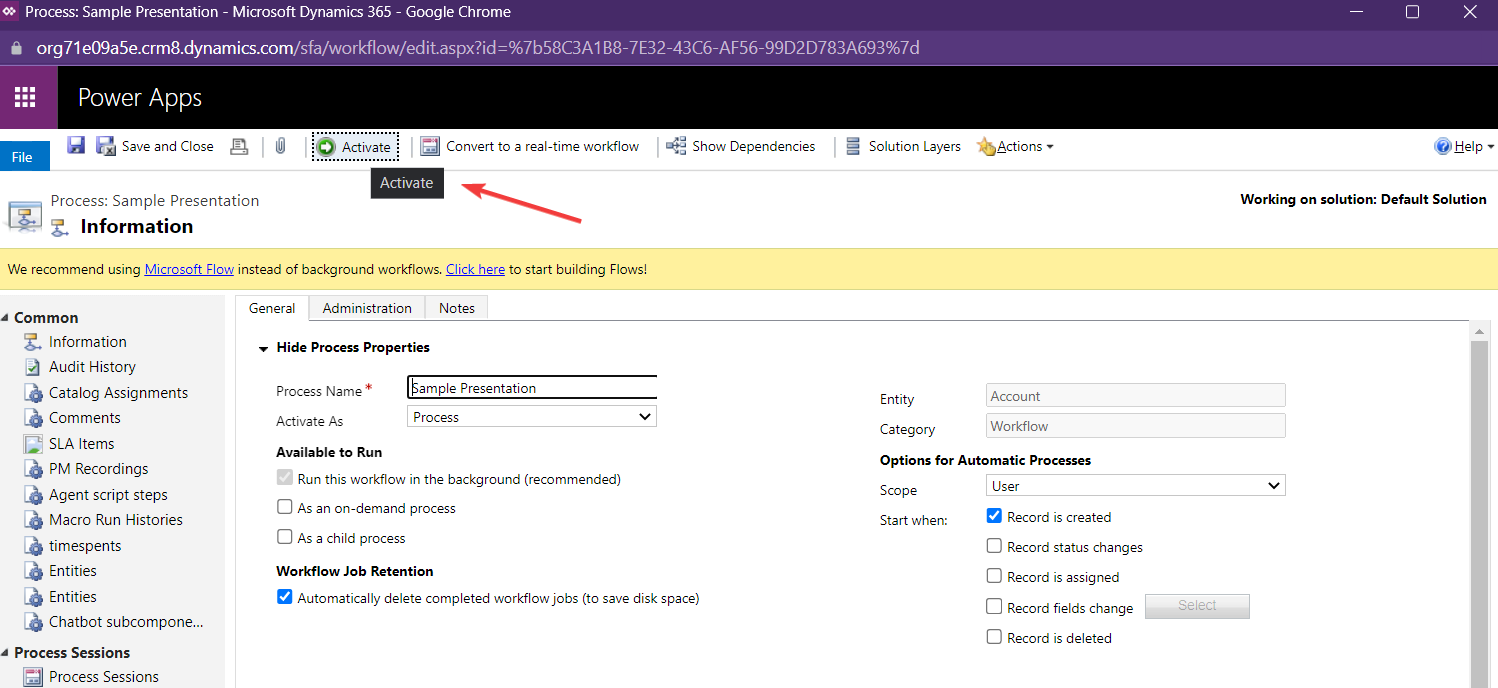 Process: Sample Presentation - Microsoft Dynamics 365 - Google Chrome
org71e09a5e.crm8.dynamics.com/sfa/workflow/edit.aspx?id=%7b58C3A1B8-7E32-43C6-AF56-99D2D783A693%7d
Power Apps
File Save and Close Activate Convert to a real-time workflow Show Dependencies Solution Layers Actions Help
Activate
Process: Sample Presentation
Information
Working on solution: Default Solution
We recommend using Microsoft Flow instead of background workflows. Click here to start building Flows!
Common
Information
Audit History
Catalog Assignments
Comments
SLA Items
PM Recordings
Agent script steps
Macro Run Histories
timespents
Entities
Entities
Chatbot subcompone...
Process Sessions
Process Sessions
General Administration Notes
Hide Process Properties
Process Name* Sample Presentation
Activate As Process
Available to Run
Run this workflow in the background (recommended)
As an on-demand process
As a child process
Workflow Job Retention
Automatically delete completed workflow jobs (to save disk space)
Entity Account
Category Workflow
Options for Automatic Processes
Scope User
Start when: Record is created
Record status changes
Record is assigned
Record fields change Select
Record is deleted